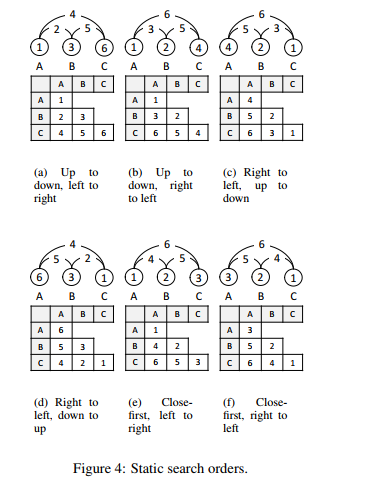 4 6 6
2 5 3 5 5 3
1 3 6 1 2 4 4 2 1
A B C A B C A B C
A B C A B C A B C
A 1 A 1 A 4
B 2 3 B 3 2 B 5 2
C 4 5 6 C 6 5 4 C 6 3 1
(a) Up to
down, left to
right
(b) Up to
down, right
to left
(c) Right to
left, up to
down
4 6 6
5 2 4 5 5 4
6 3 1 1 2 3 3 2 1
A B C A B C A B C
A B C A B C A B C
A 6 A 1 A 3
B 5 3 B 4 2 B 5 2
C 4 2 1 C 6 5 3 C 6 4 1
(d) Right to
left, down to
up
(e) Close-
first, left to
right
(f) Close-
first, right to
left
Figure 4: Static search orders.